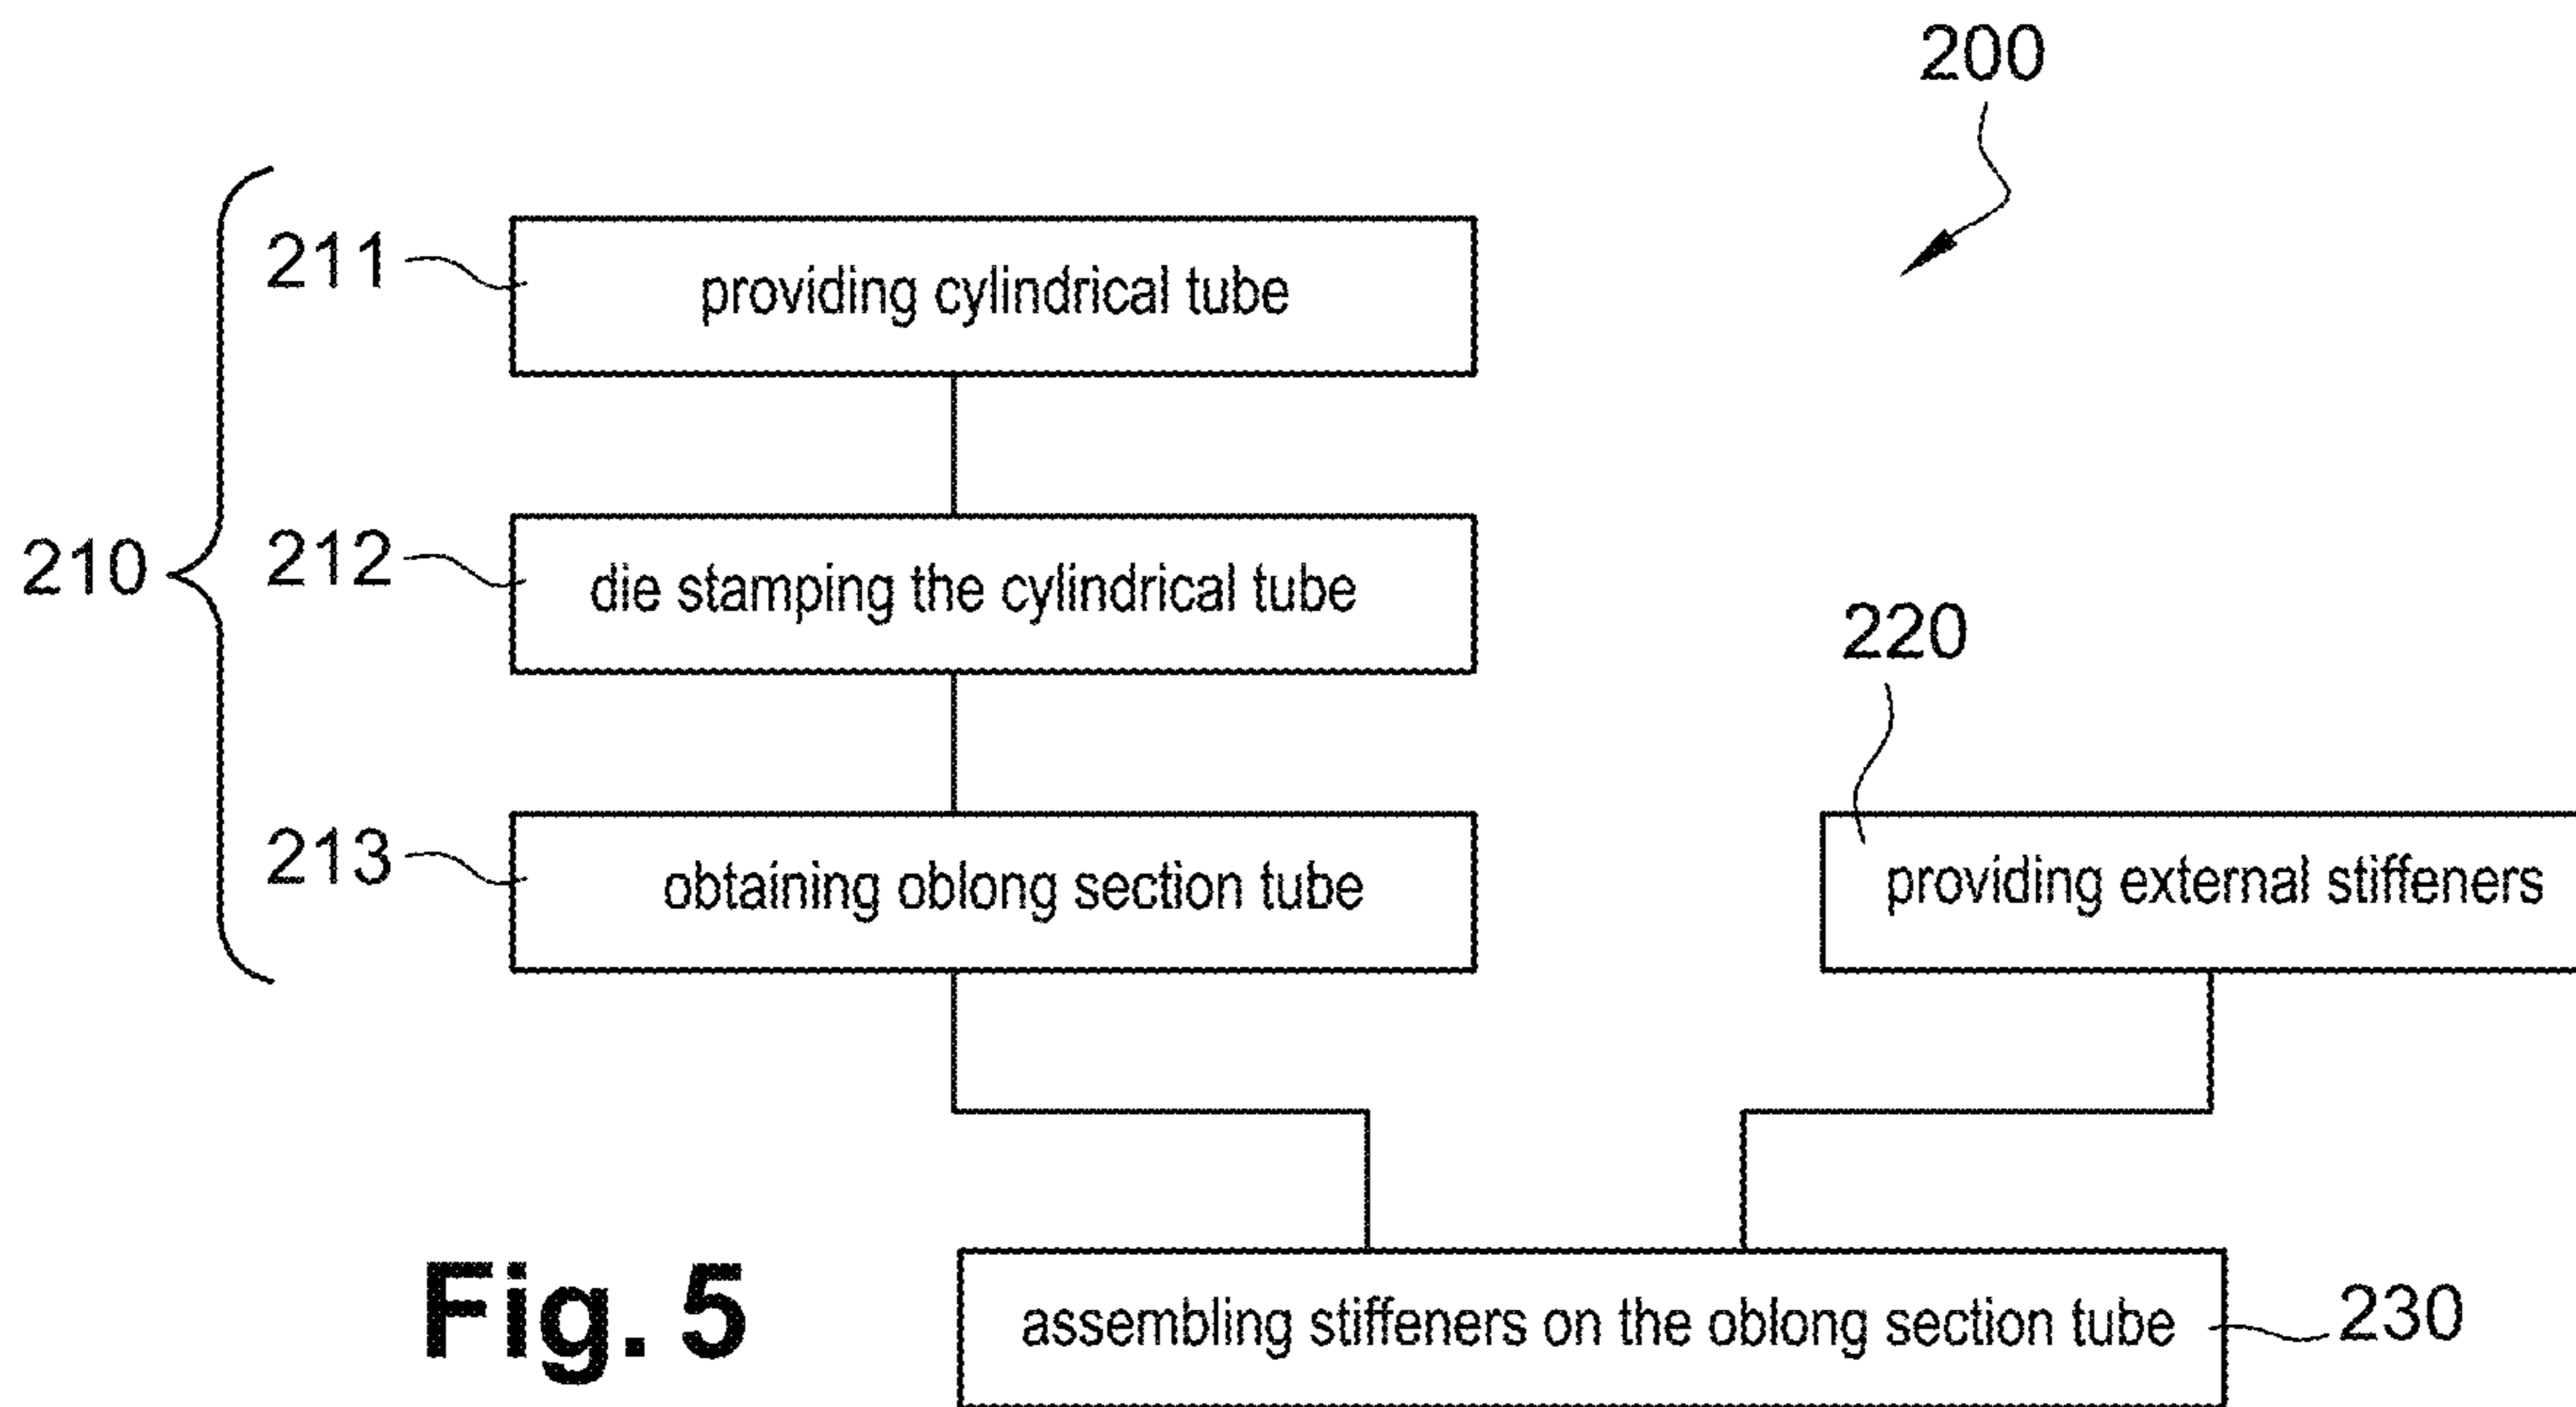 200
211
providing cylindrical tube
210
212
die stamping the cylindrical tube
220
213
obtaining oblong section tube
providing external stiffeners
Fig. 5
assembling stiffeners on the oblong section tube
230